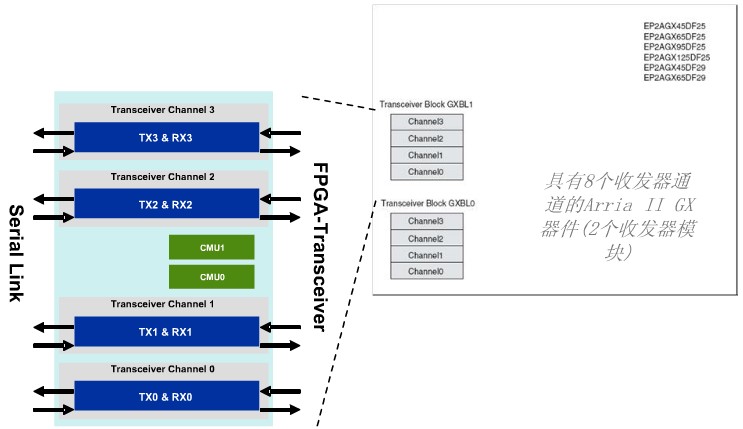 Transceiver Channel 3
TX3 & RX3
Transceiver Channel 2
TX2 & RX2
CMU1
CMU0
Transceiver Channel 1
TX1 & RX1
Transceiver Channel 0
TX0 & RX0
Serial Link
FPGA-Transceiver
EP2AGX45DF25
EP2AGX65DF25
EP2AGX95DF25
EP2AGX125DF25
EP2AGX45DF29
EP2AGX65DF29
Transceiver Block GXBL1
Channel3
Channel2
Channel1
Channel0
Transceiver Block GXBL0
Channel3
Channel2
Channel1
Channel0
具有8个收发器通
道的Arria II GX
器件(2个收发器模
块)